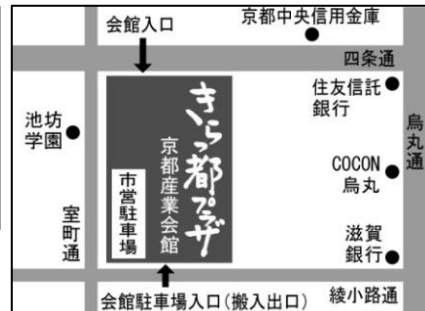 会館入口
京都中央信用金庫
四条通
住友信託
銀行
烏丸通
池坊
学園
きらっ都プラザ
京都産業会館
市営駐車場
COCON
烏丸
室町通
滋賀
銀行
会館駐車場入口(搬入出口)
綾小路通